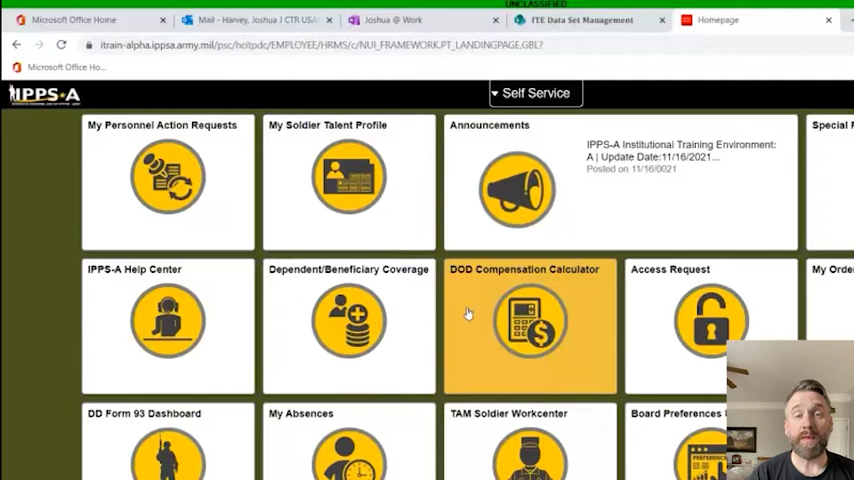 UNCLASSIFIED
Microsoft Office Home
Mail - Harvey, Joshua J CTR USA
Joshua @ Work
ITE Data Set Management
Homepage
itrain-alpha.ippsa.army.mil/psc/hcitpdc/EMPLOYEE/HRMS/c/NUI_FRAMEWORK.PT_LANDINGPAGE.GBL?
Microsoft Office Ho...
IPPS★A
Self Service
My Personnel Action Requests
My Soldier Talent Profile
Announcements
Special
IPPS-A Institutional Training Environment:
A | Update Date:11/16/2021...
Posted on 11/16/0021
IPPS-A Help Center
Dependent/Beneficiary Coverage
DOD Compensation Calculator
Access Request
My Orde
DD Form 93 Dashboard
My Absences
TAM Soldier Workcenter
Board Preferences
PREFERENCE